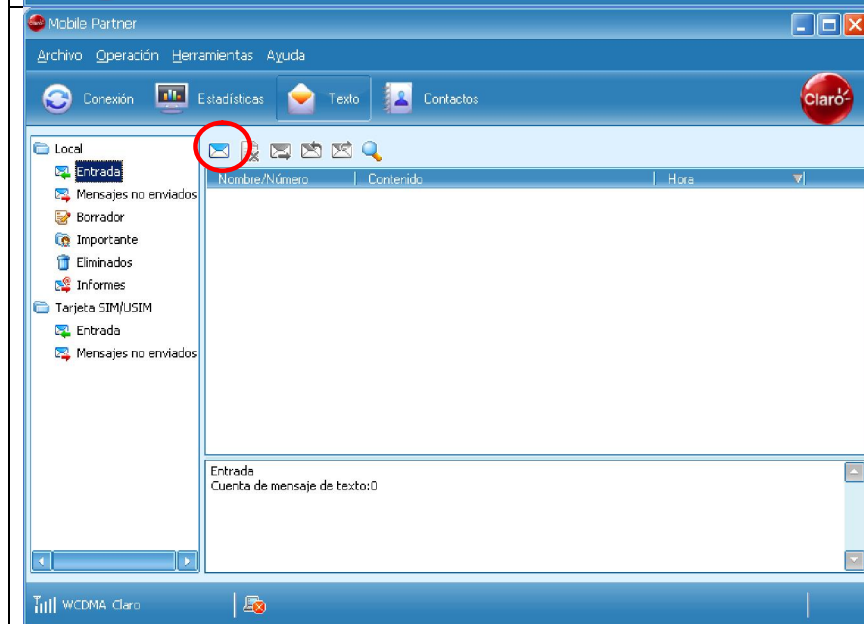 Mobile Partner
Archivo Operación Herramientas Ayuda
Conexión Estadísticas Texto Contactos
Claro
Local
Entrada
Mensajes no enviados
Borrador
Importante
Eliminados
Informes
Tarjeta SIM/USIM
Entrada
Mensajes no enviados
Nombre/Número Contenido Hora
Entrada
Cuenta de mensaje de texto:0
WCDMA Claro